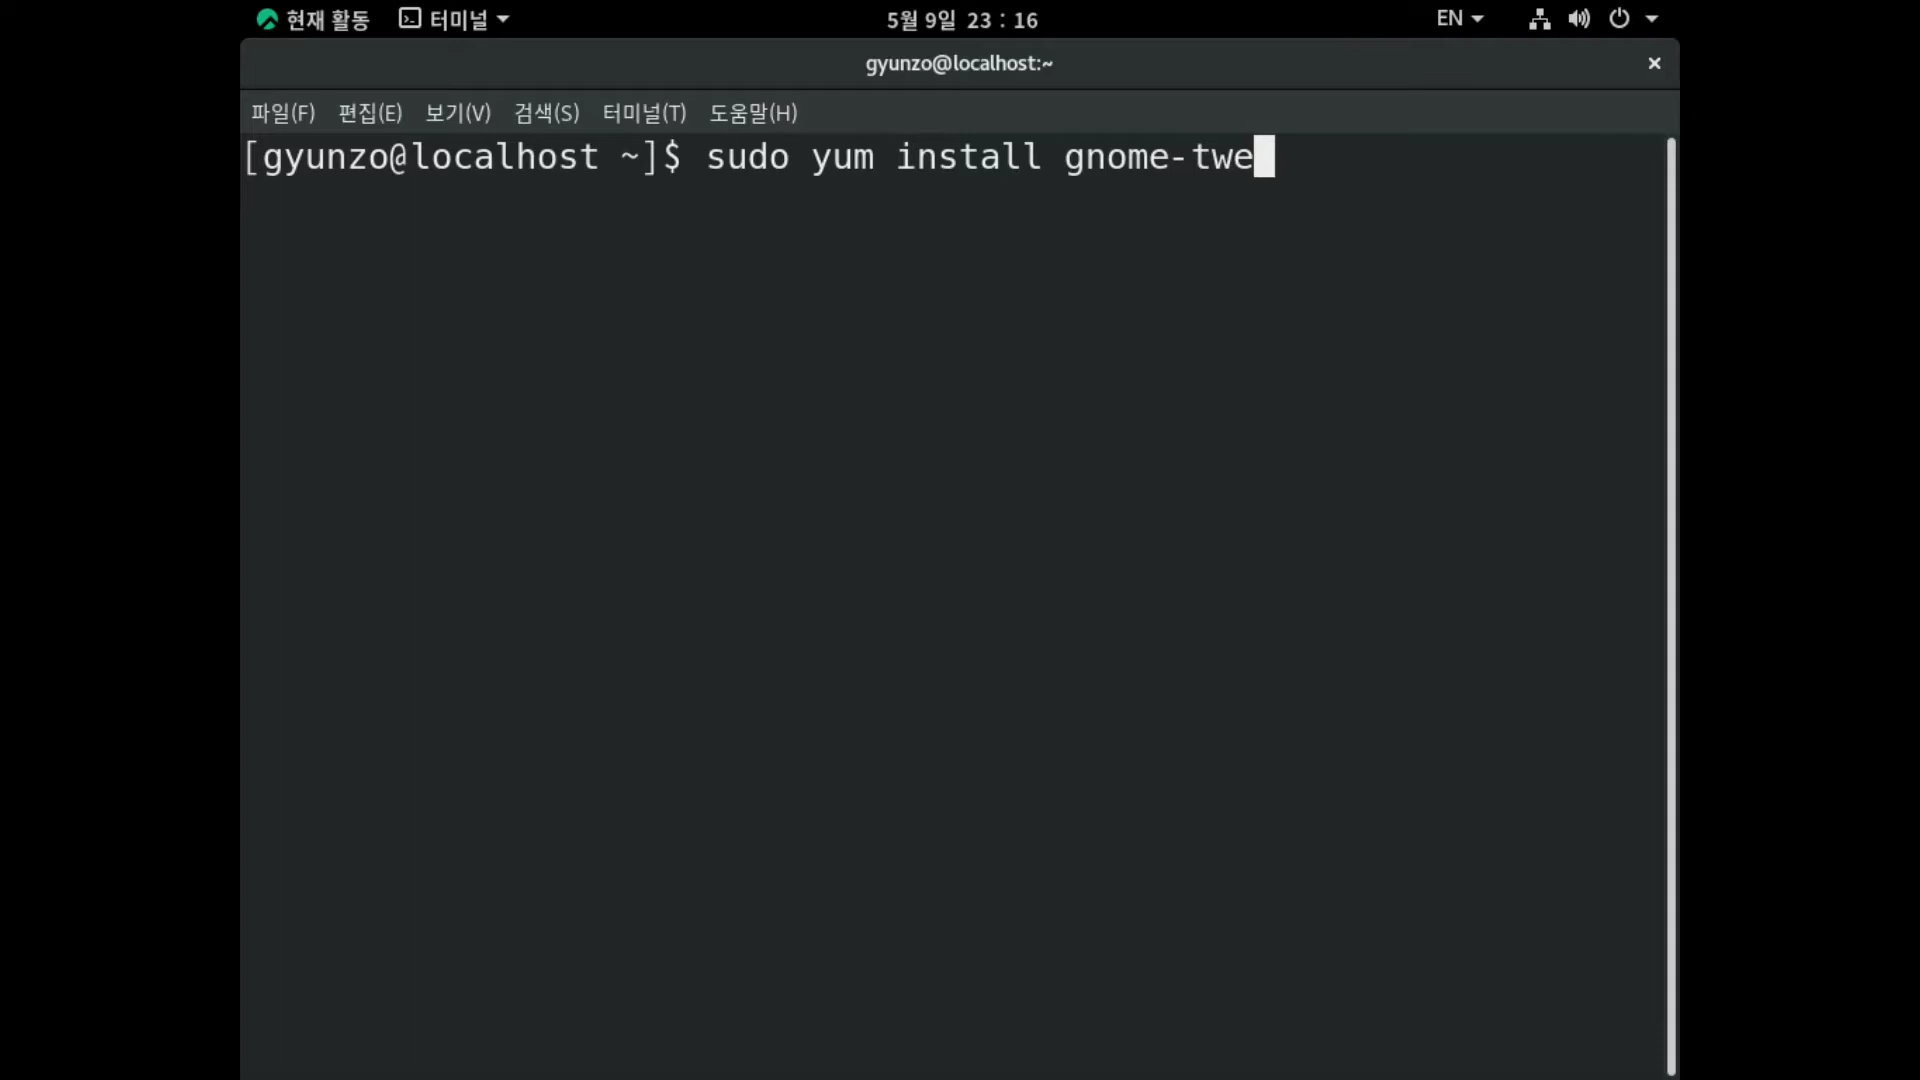 현재 활동 터미널 5월 9일 23 : 16 EN
gyunzo@localhost:~ ×
파일(F) 편집(E) 보기(V) 검색(S) 터미널(T) 도움말(H)
[gyunzo@localhost ~]$ sudo yum install gnome-twe